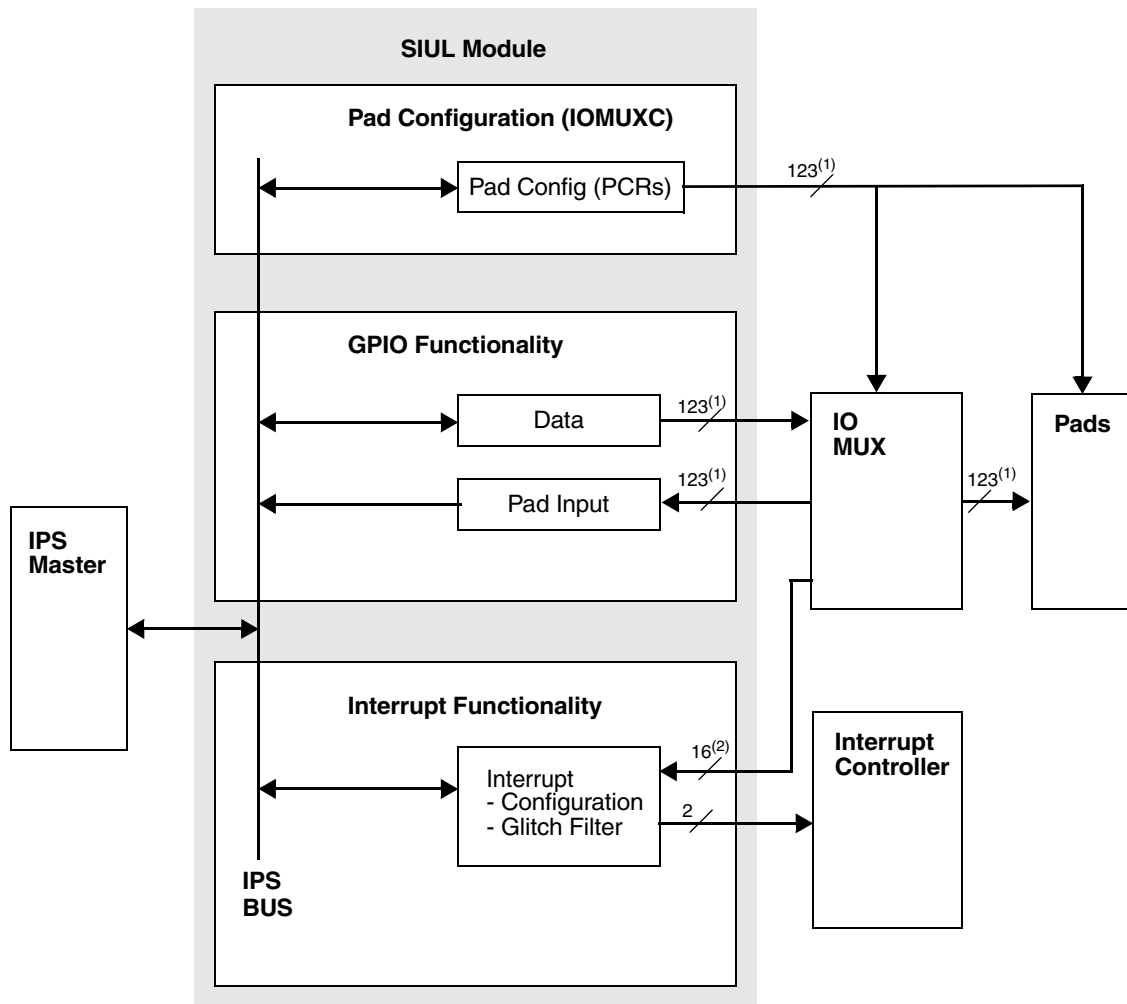 SIUL Module
Pad Configuration (IOMUXC)
Pad Config (PCRs)
123(1)
GPIO Functionality
Data
123(1)
IO
MUX
Pads
Pad Input
123(1)
123(1)
IPS
Master
Interrupt Functionality
Interrupt
- Configuration
- Glitch Filter
16(2)
2
Interrupt
Controller
IPS
BUS